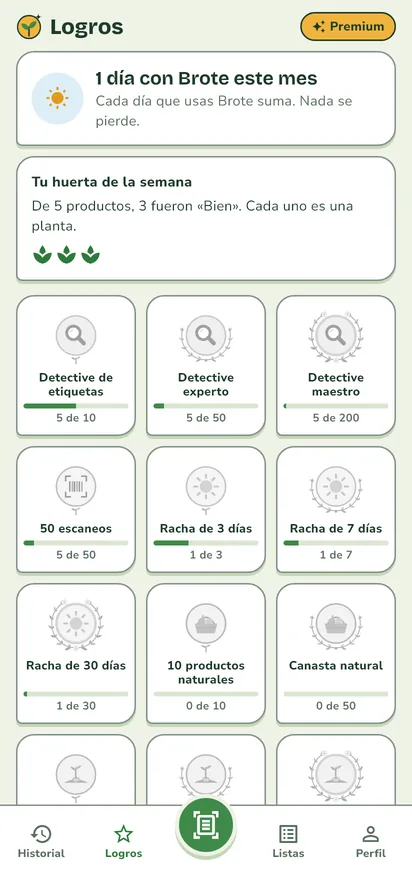 Logros
Premium
1 día con Brote este mes
Cada día que usas Brote suma. Nada se
pierde.
Tu huerta de la semana
De 5 productos, 3 fueron «Bien». Cada uno es una
planta.
Detective de
etiquetas
5 de 10
Detective
experto
5 de 50
Detective
maestro
5 de 200
50 escaneos
5 de 50
Racha de 3 días
1 de 3
Racha de 7 días
1 de 7
Racha de 30 días
1 de 30
10 productos
naturales
0 de 10
Canasta natural
0 de 50
Historial
Logros
Listas
Perfil